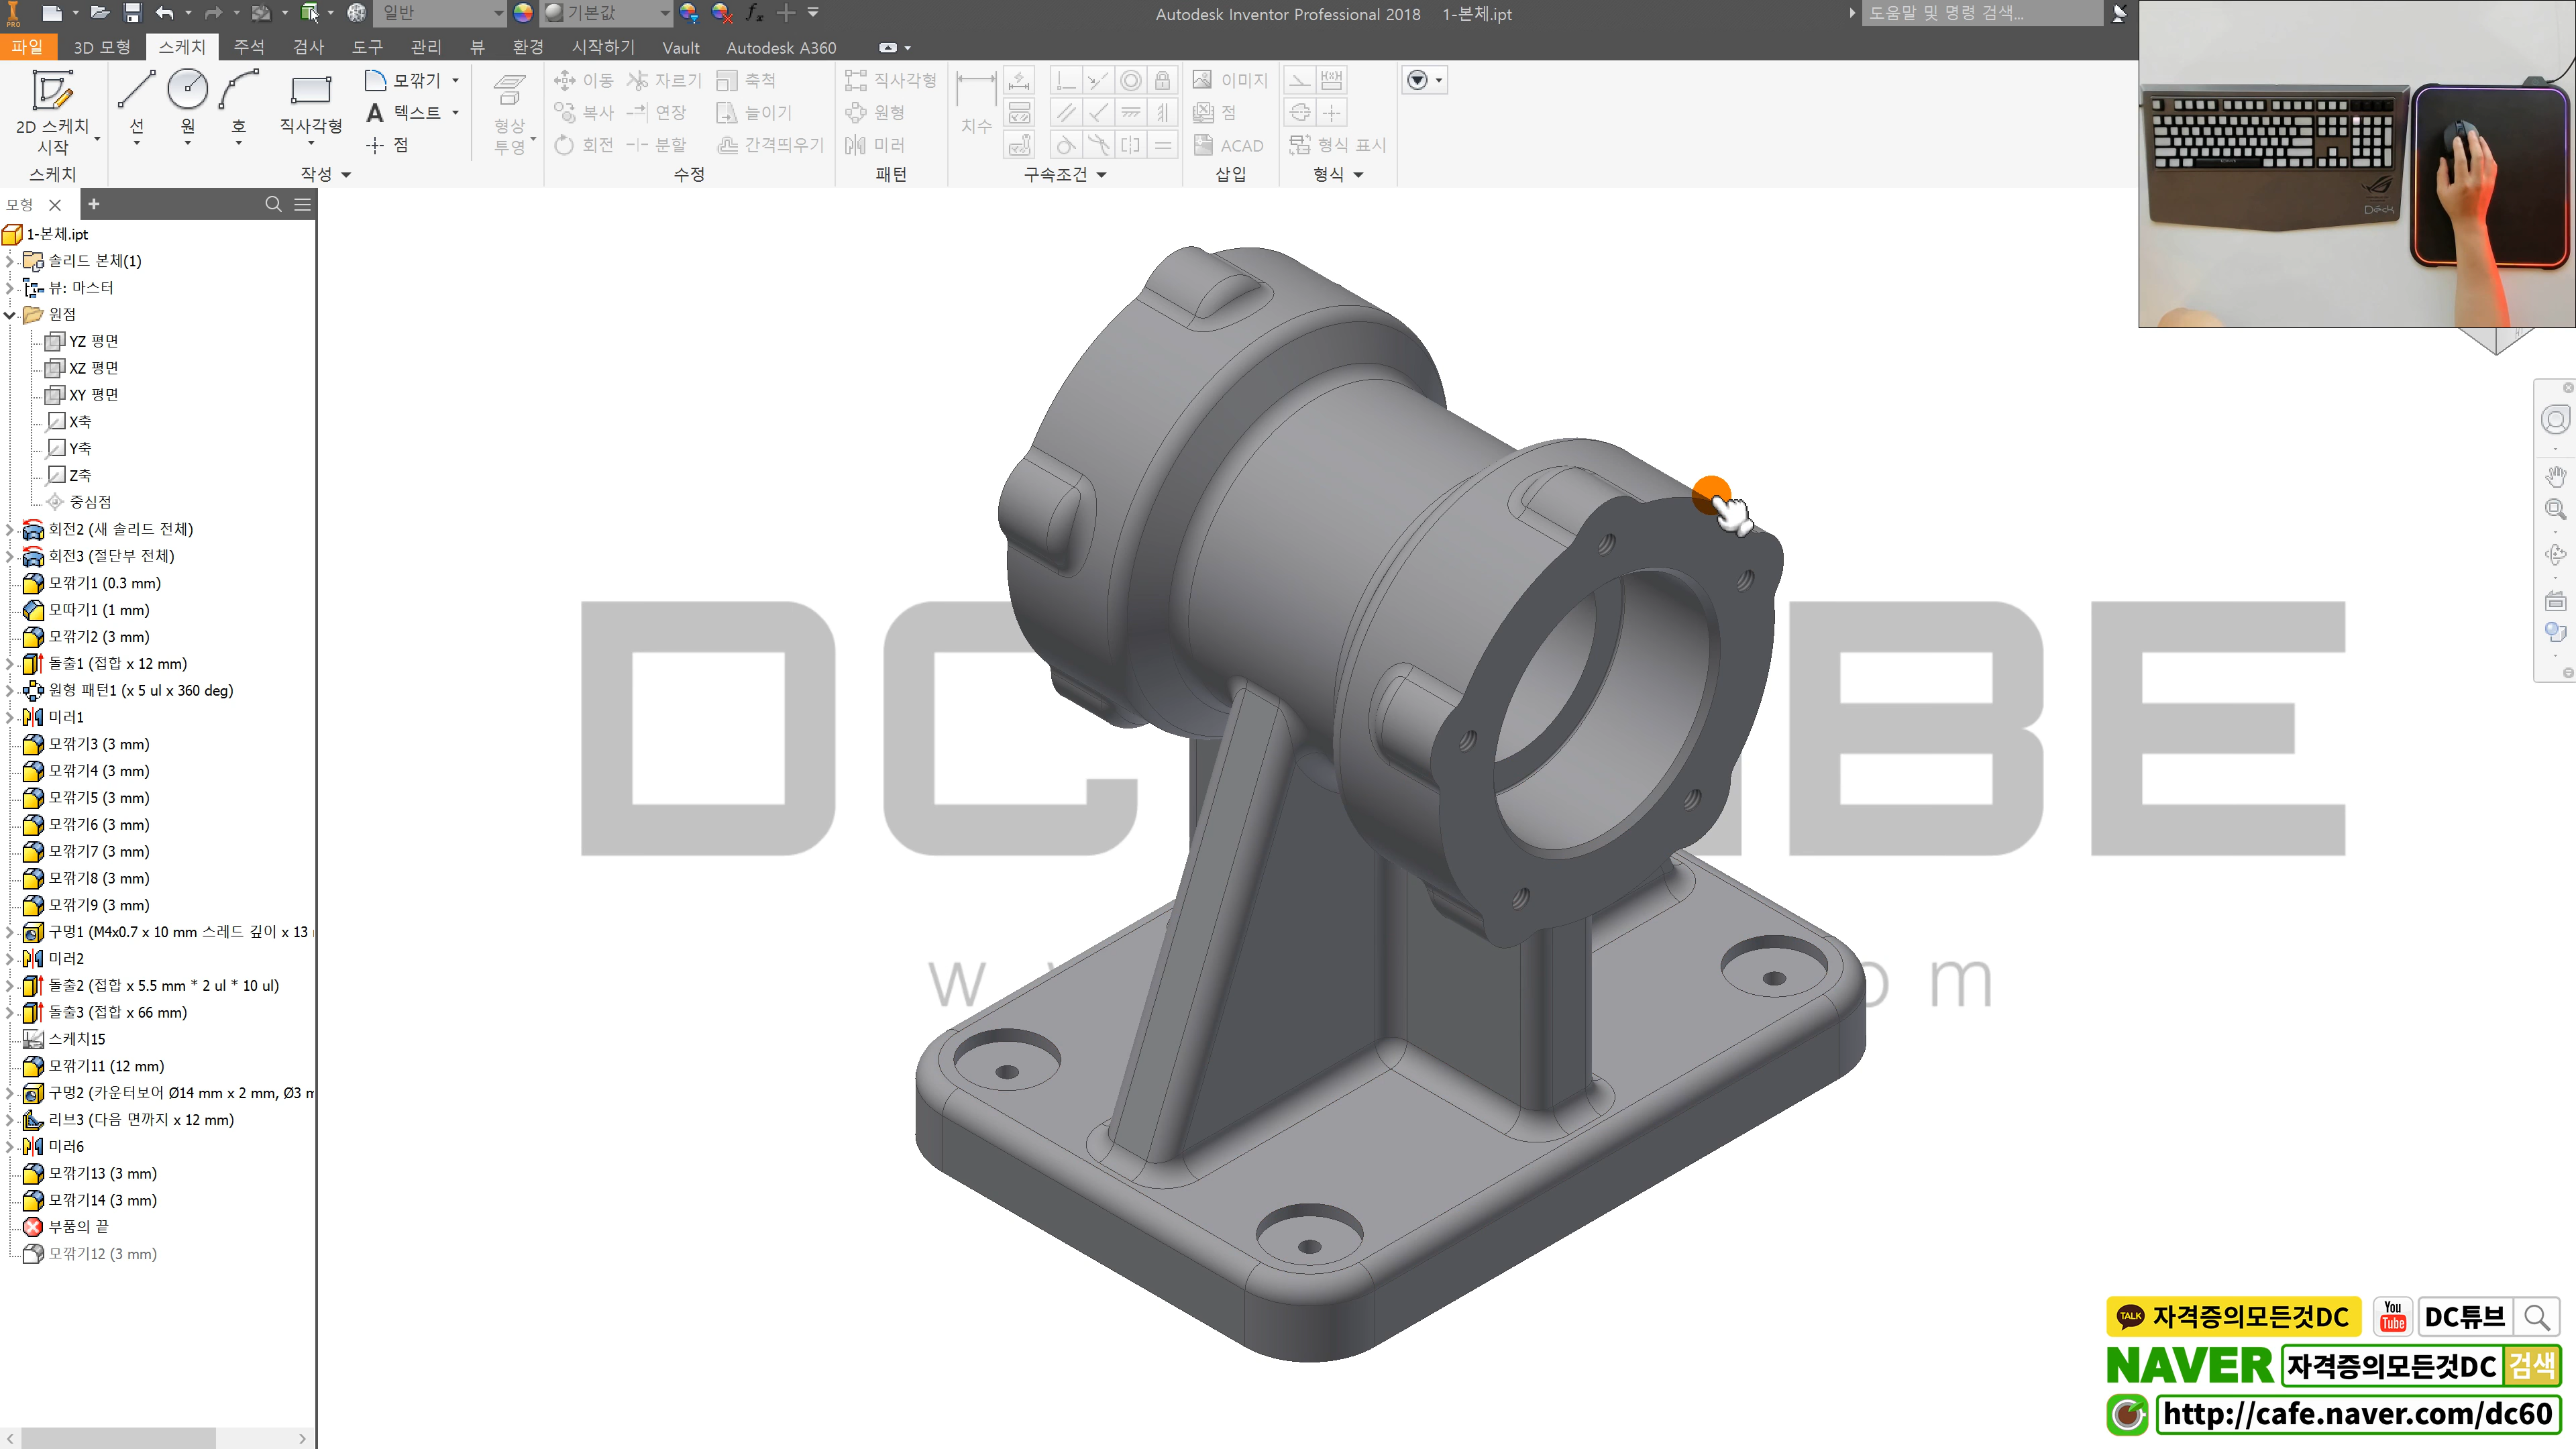 PRO 일반 기본값 fx Autodesk Inventor Professional 2018 1-본체.ipt 도움말 및 명령 검색...
파일 3D 모형 스케치 주석 검사 도구 관리 뷰 환경 시작하기 Vault Autodesk A360
2D 스케치
시작
스케치
선 원 호 직사각형
모깎기
텍스트
점
작성
형상
투영
이동 자르기 축척
복사 연장 늘이기
회전 분할 간격띄우기
수정
직사각형
원형
미러
패턴
치수
구속조건
이미지
점
ACAD
삽입
형식 표시
형식
모형
1-본체.ipt
솔리드 본체(1)
뷰: 마스터
원점
YZ 평면
XZ 평면
XY 평면
X축
Y축
Z축
중심점
회전2 (새 솔리드 전체)
회전3 (절단부 전체)
모깎기1 (0.3 mm)
모따기1 (1 mm)
모깎기2 (3 mm)
돌출1 (접합 x 12 mm)
원형 패턴1 (x 5 ul x 360 deg)
미러1
모깎기3 (3 mm)
모깎기4 (3 mm)
모깎기5 (3 mm)
모깎기6 (3 mm)
모깎기7 (3 mm)
모깎기8 (3 mm)
모깎기9 (3 mm)
구멍1 (M4x0.7 x 10 mm 스레드 깊이 x 13
미러2
돌출2 (접합 x 5.5 mm * 2 ul * 10 ul)
돌출3 (접합 x 66 mm)
스케치15
모깎기11 (12 mm)
구멍2 (카운터보어 Ø14 mm x 2 mm, Ø3 m
리브3 (다음 면까지 x 12 mm)
미러6
모깎기13 (3 mm)
모깎기14 (3 mm)
부품의 끝
모깎기12 (3 mm)
Deck
TALK 자격증의모든것DC You Tube DC튜브
NAVER 자격증의모든것DC 검색
http://cafe.naver.com/dc60